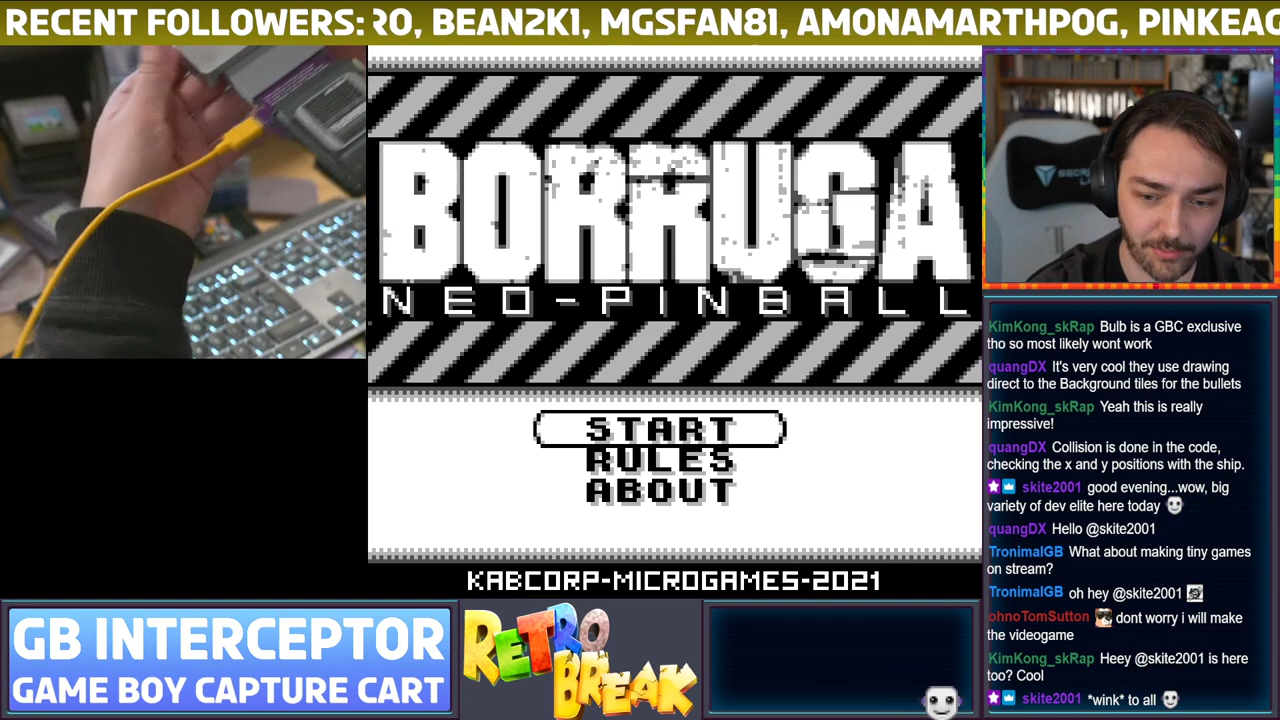 RECENT FOLLOWERS: RO, BEAN2K1, MGSFAN81, AMONAMARTHPOG, PINKEAG
BORRUGA
NEO-PINBALL
START
RULES
ABOUT
KABCORP-MICROGAMES-2021
GB INTERCEPTOR
GAME BOY CAPTURE CART
RETRO
BREAK
KimKong_skRap Bulb is a GBC exclusive
tho so most likely wont work
quangDX It's very cool they use drawing
direct to the Background tiles for the bullets
KimKong_skRap Yeah this is really
impressive!
quangDX Collision is done in the code,
checking the x and y positions with the ship.
skite2001 good evening...wow, big
variety of dev elite here today
quangDX Hello @skite2001
TronimalGB What about making tiny games
on stream?
TronimalGB oh hey @skite2001
ohnoTomSutton dont worry i will make
the videogame
KimKong_skRap Heey @skite2001 is here
too? Cool
skite2001 *wink* to all